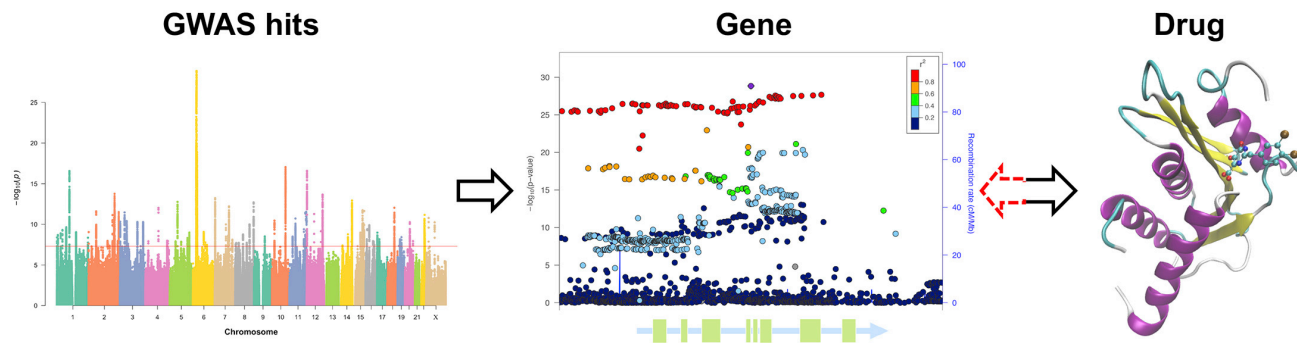 GWAS hits
Gene
Drug
−log10(p)
25
20
15
10
5
0
1 2 3 4 5 6 7 8 9 10 11 12 13 14 15 16 17 19 21 X
Chromosome
−log10(p−value)
30
25
20
15
10
5
0
r2
0.8
0.6
0.4
0.2
100
80
60
40
20
0
Recombination rate (cM/Mb)